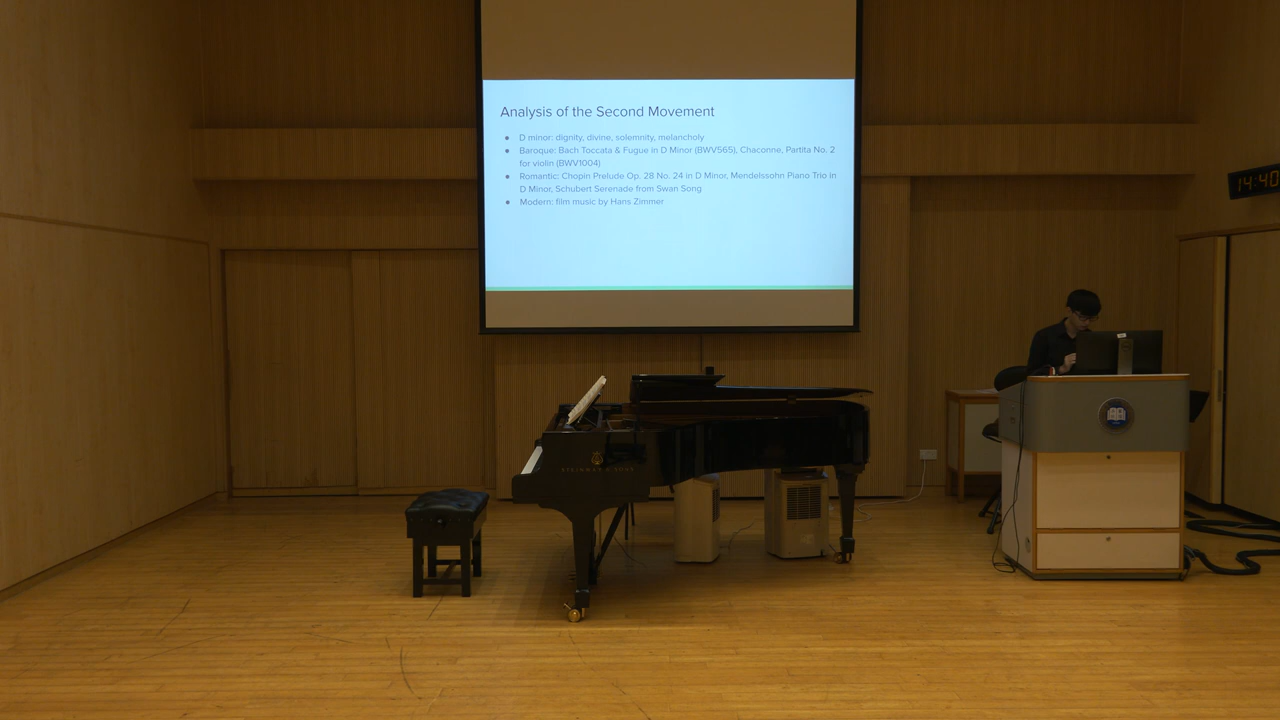 Analysis of the Second Movement
● D minor: dignity, divine, solemnity, melancholy
● Baroque: Bach Toccata & Fugue in D Minor (BWV565), Chaconne, Partita No. 2
for violin (BWV1004)
● Romantic: Chopin Prelude Op. 28 No. 24 in D Minor, Mendelssohn Piano Trio in
D Minor, Schubert Serenade from Swan Song
● Modern: film music by Hans Zimmer
14:40
STEINWAY & SONS